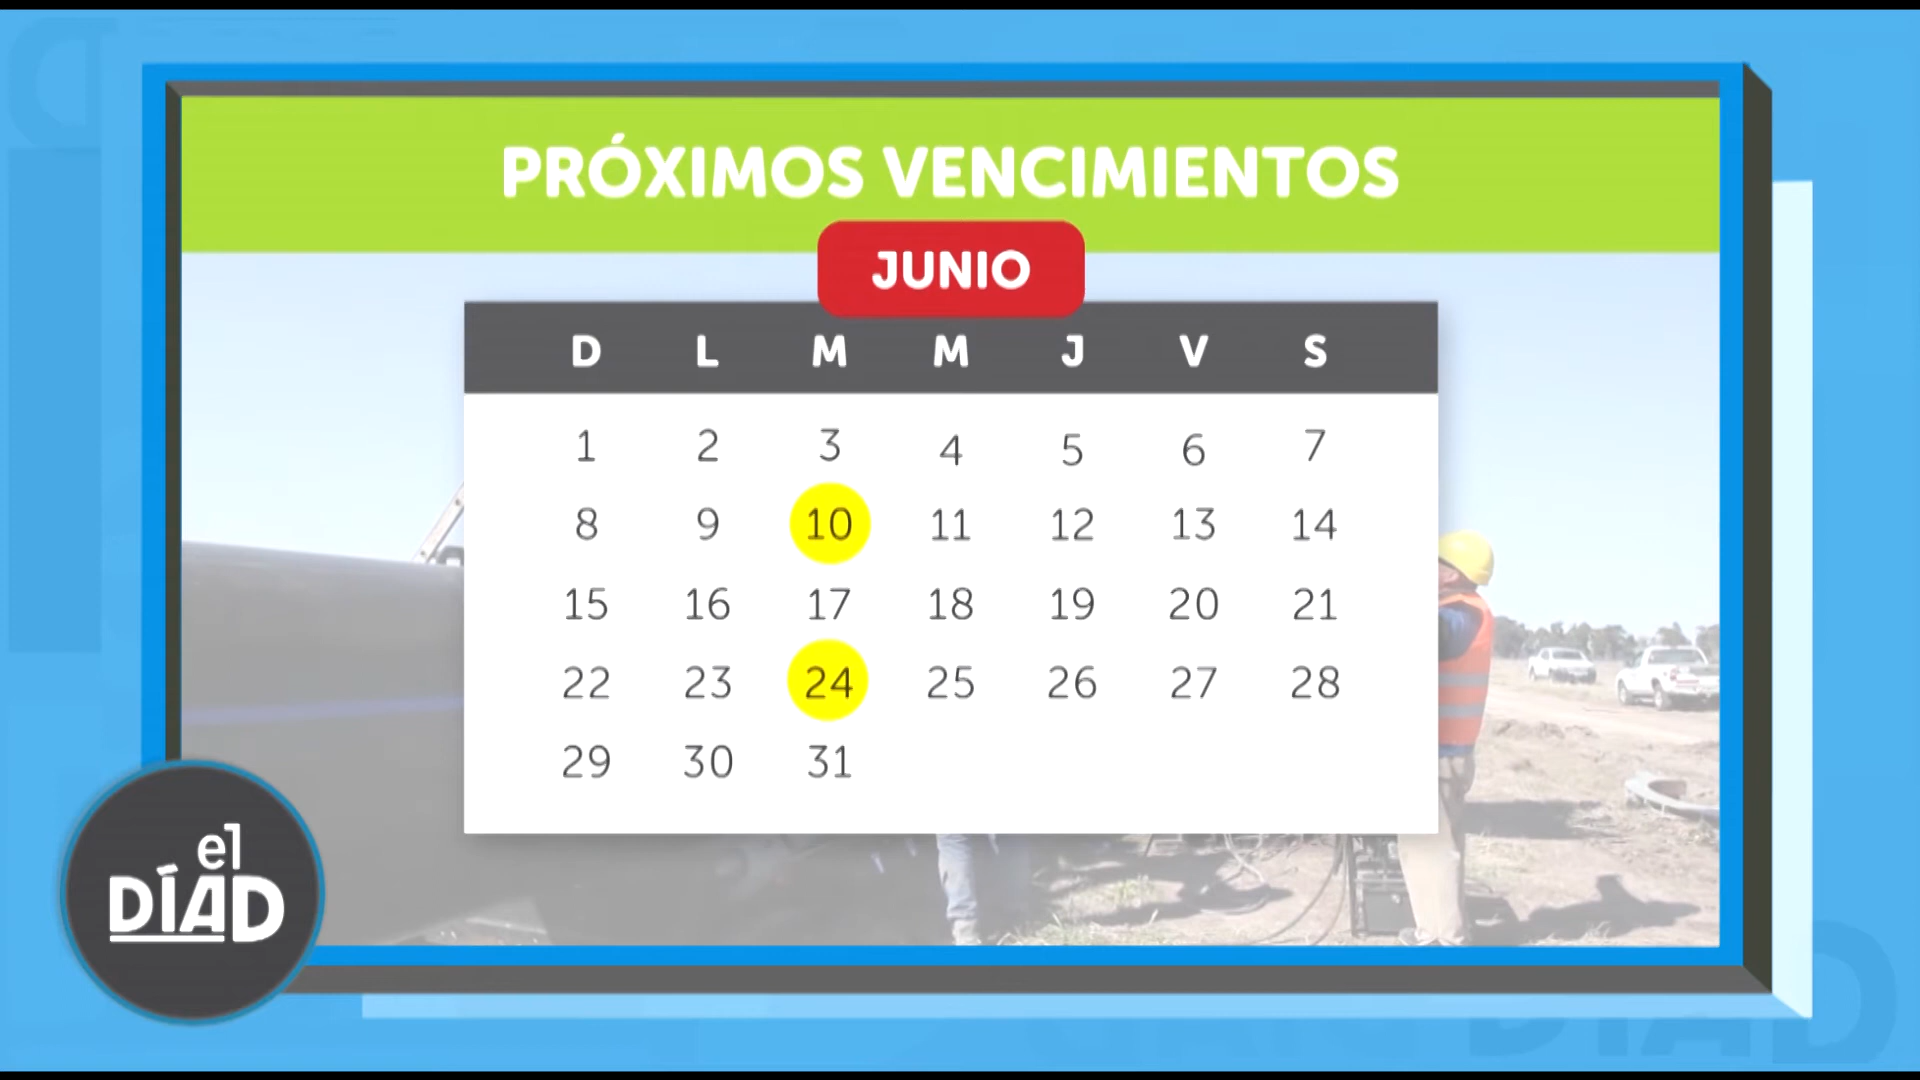 PRÓXIMOS VENCIMIENTOS
JUNIO
D L M M J V S
1 2 3 4 5 6 7
8 9 10 11 12 13 14
15 16 17 18 19 20 21
22 23 24 25 26 27 28
29 30 31
el
DÍAD